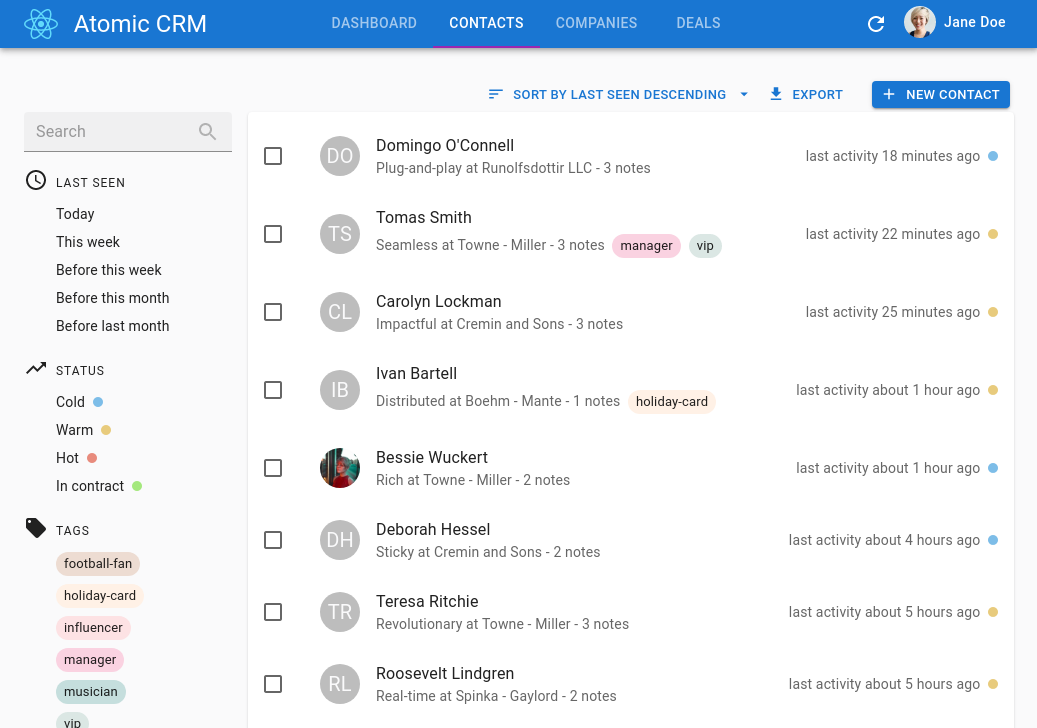 Atomic CRM
DASHBOARD CONTACTS COMPANIES DEALS
Jane Doe
SORT BY LAST SEEN DESCENDING EXPORT NEW CONTACT
Search
LAST SEEN
Today
This week
Before this week
Before this month
Before last month
STATUS
Cold
Warm
Hot
In contract
TAGS
football-fan
holiday-card
influencer
manager
musician
vip
DO
Domingo O'Connell
Plug-and-play at Runolfsdottir LLC - 3 notes
last activity 18 minutes ago
TS
Tomas Smith
Seamless at Towne - Miller - 3 notes manager vip
last activity 22 minutes ago
CL
Carolyn Lockman
Impactful at Cremin and Sons - 3 notes
last activity 25 minutes ago
IB
Ivan Bartell
Distributed at Boehm - Mante - 1 notes holiday-card
last activity about 1 hour ago
Bessie Wuckert
Rich at Towne - Miller - 2 notes
last activity about 1 hour ago
DH
Deborah Hessel
Sticky at Cremin and Sons - 2 notes
last activity about 4 hours ago
TR
Teresa Ritchie
Revolutionary at Towne - Miller - 3 notes
last activity about 5 hours ago
RL
Roosevelt Lindgren
Real-time at Spinka - Gaylord - 2 notes
last activity about 5 hours ago